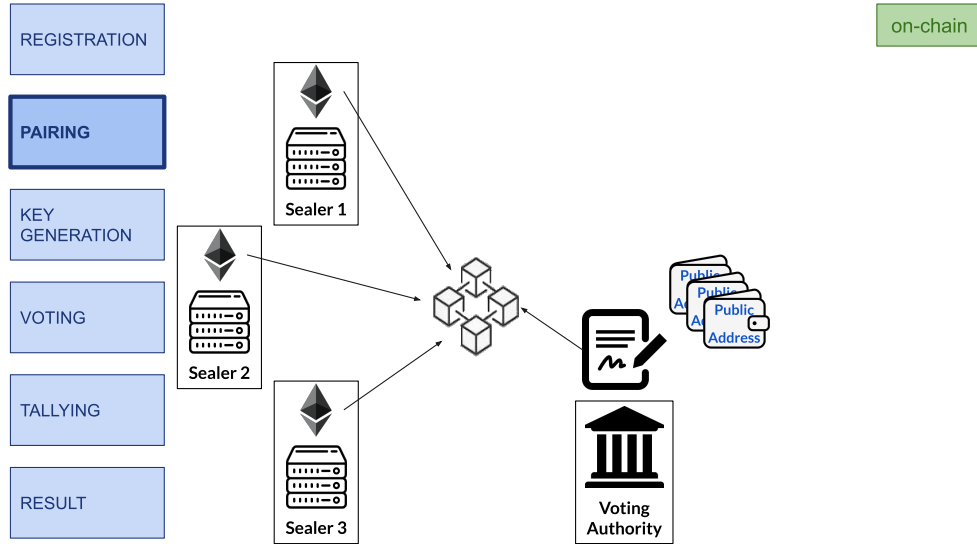 REGISTRATION
PAIRING
KEY
GENERATION
VOTING
TALLYING
RESULT
on-chain
Sealer 1
Sealer 2
Sealer 3
Public
A
Public
A
Public
Address
Voting
Authority